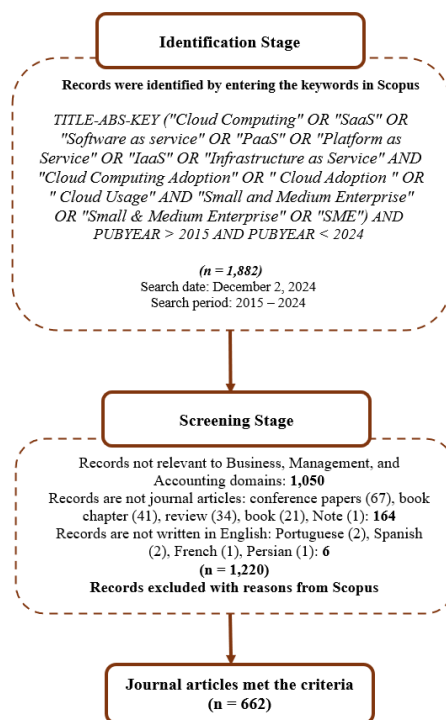 Identification Stage
Records were identified by entering the keywords in Scopus
TITLE-ABS-KEY ("Cloud Computing" OR "SaaS" OR
"Software as service" OR "PaaS" OR "Platform as
Service" OR "IaaS" OR "Infrastructure as Service" AND
"Cloud Computing Adoption" OR " Cloud Adoption " OR
" Cloud Usage" AND "Small and Medium Enterprise"
OR "Small & Medium Enterprise" OR "SME") AND
PUBYEAR > 2015 AND PUBYEAR < 2024
(n = 1,882)
Search date: December 2, 2024
Search period: 2015 – 2024
Screening Stage
Records not relevant to Business, Management, and
Accounting domains: 1,050
Records are not journal articles: conference papers (67), book
chapter (41), review (34), book (21), Note (1): 164
Records are not written in English: Portuguese (2), Spanish
(2), French (1), Persian (1): 6
(n = 1,220)
Records excluded with reasons from Scopus
Journal articles met the criteria
(n = 662)